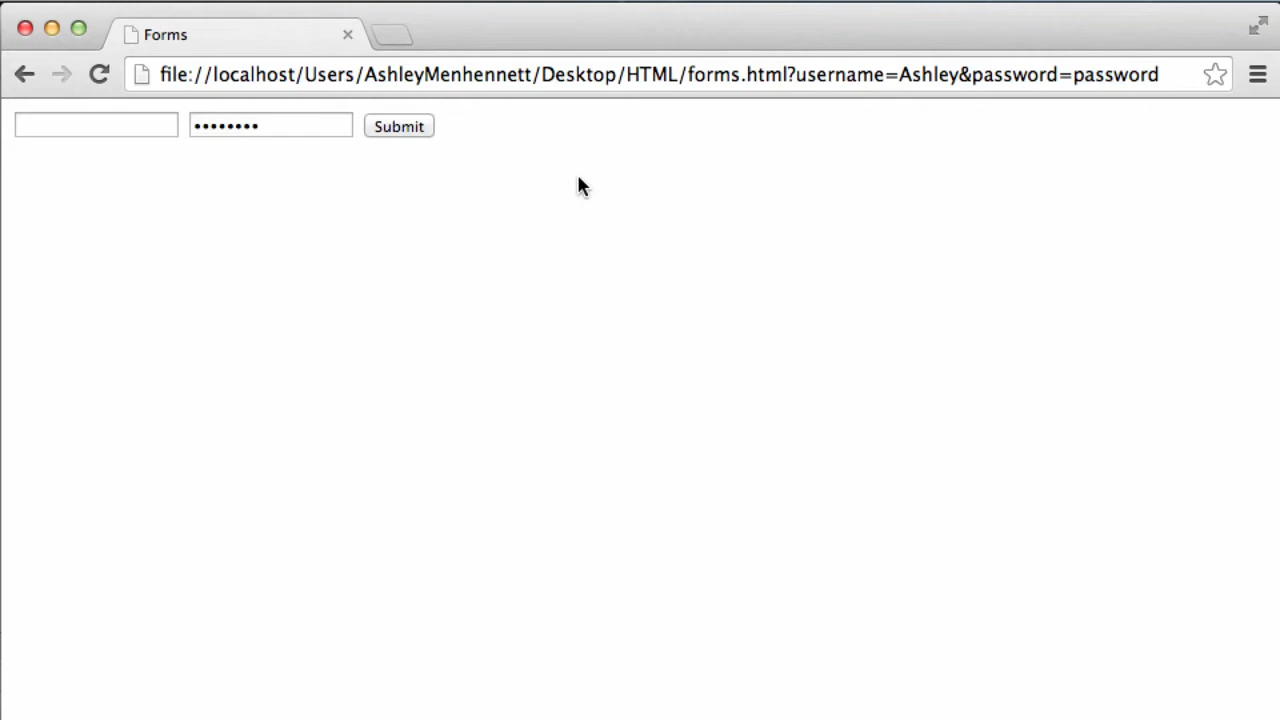 Forms
file://localhost/Users/AshleyMenhennett/Desktop/HTML/forms.html?username=Ashley&password=password
•••••••• Submit